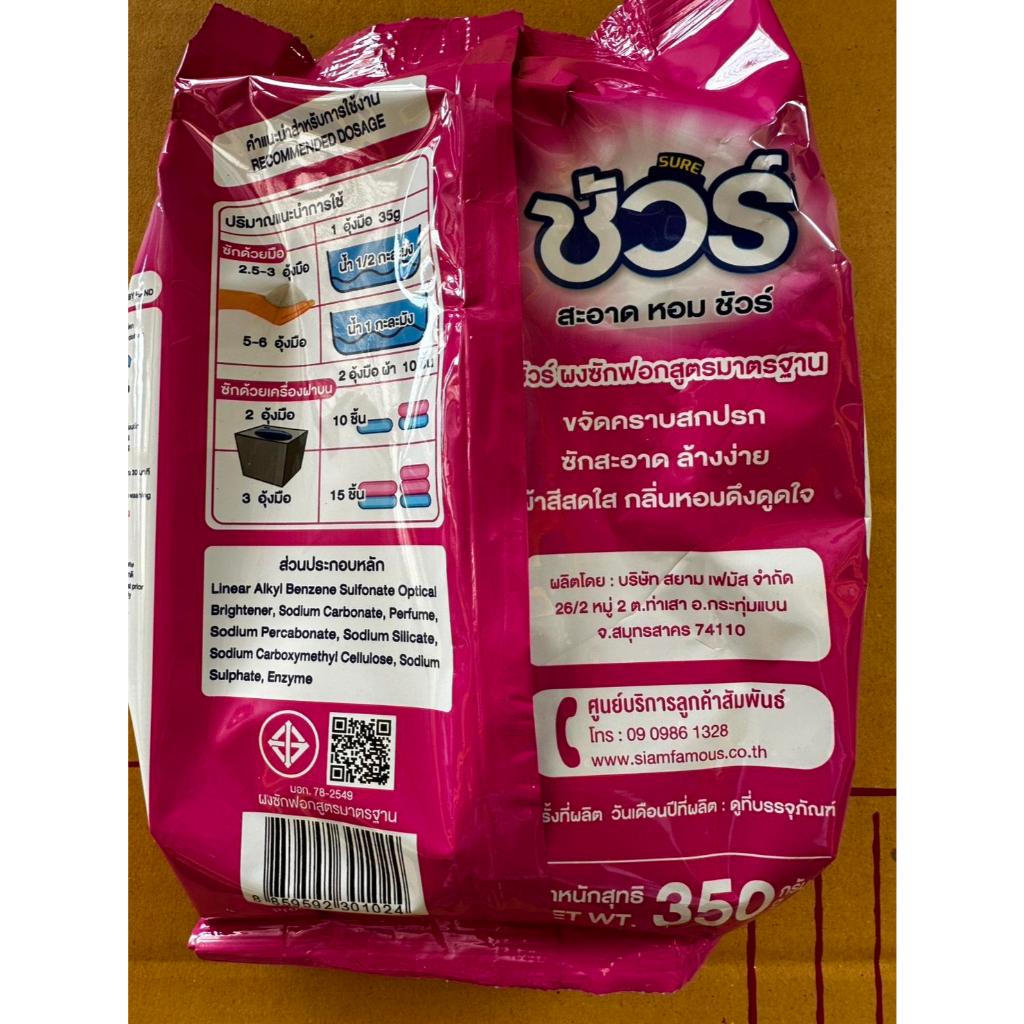 คำแนะนำสำหรับการใช้งาน
RECOMMENDED DOSAGE
ปริมาณแนะนำการใช้
1 อุ้งมือ 35g
ซักด้วยมือ
2.5-3 อุ้งมือ
น้ำ 1/2 กะละมัง
5-6 อุ้งมือ
น้ำ 1 กะละมัง
2 อุ้งมือ ผ้า 10
ซักด้วยเครื่องฝาบน
2 อุ้งมือ
10 ชิ้น
3 อุ้งมือ
15 ชิ้น
ส่วนประกอบหลัก
Linear Alkyl Benzene Sulfonate Optical
Brightener, Sodium Carbonate, Perfume,
Sodium Percabonate, Sodium Silicate,
Sodium Carboxymethyl Cellulose, Sodium
Sulphate, Enzyme
มอก. 78-2549
ผงซักฟอกสูตรมาตรฐาน
8 859592 301024
SURE
ชัวร์
สะอาด หอม ชัวร์
ผงซักฟอกสูตรมาตรฐาน
ขจัดคราบสกปรก
ซักสะอาด ล้างง่าย
สีสดใส กลิ่นหอมดึงดูดใจ
ผลิตโดย : บริษัท สยาม เฟมัส จำกัด
26/2 หมู่ 2 ต.ท่าเสา อ.กระทุ่มแบน
จ.สมุทรสาคร 74110
ศูนย์บริการลูกค้าสัมพันธ์
โทร : 09 0986 1328
www.siamfamous.co.th
วันเดือนปีที่ผลิต : ดูที่บรรจุภัณฑ์
350
WT.